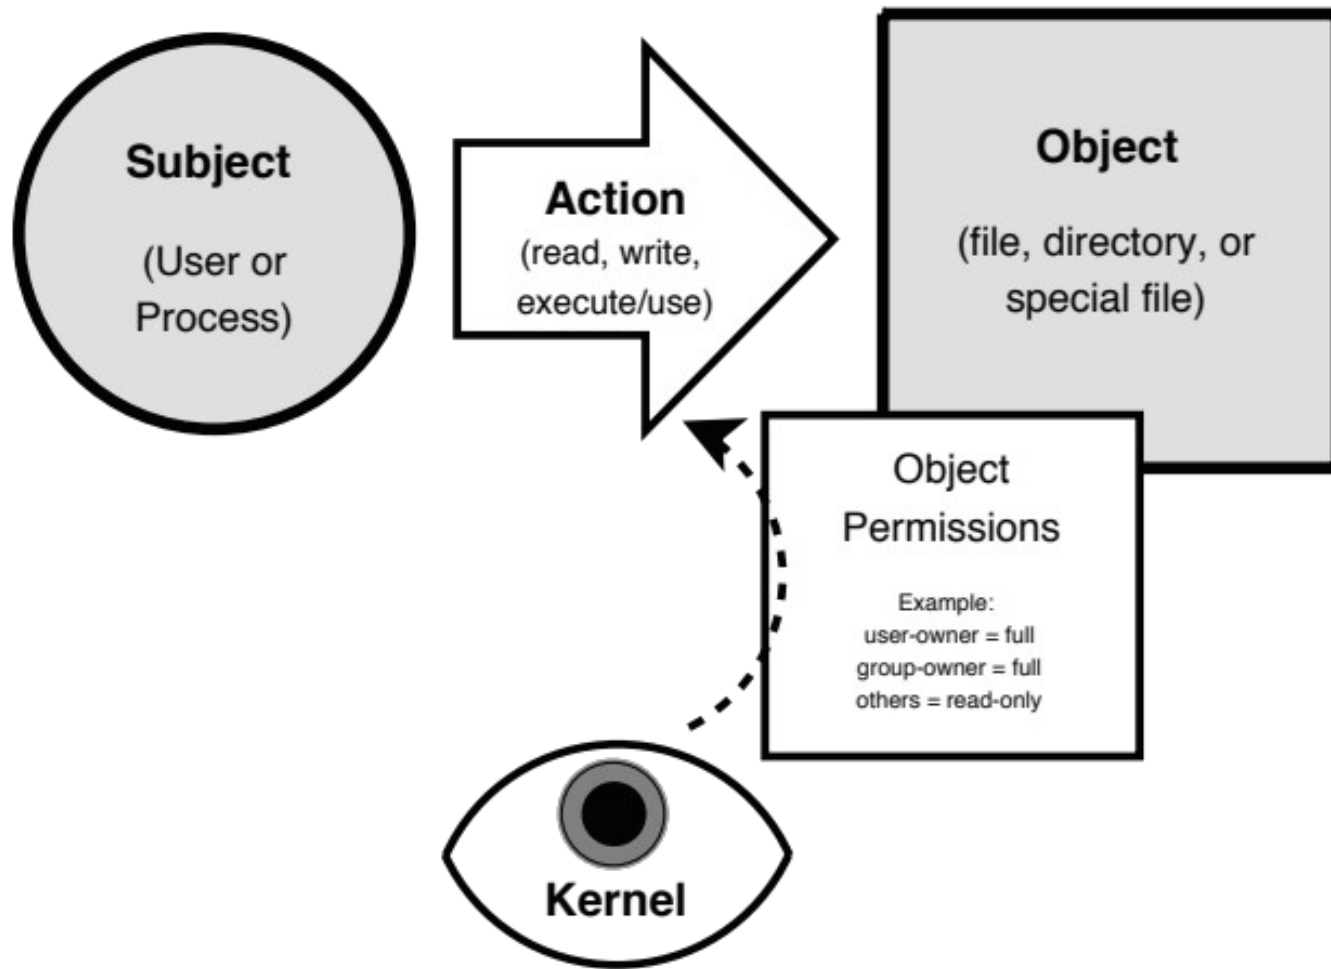 Subject
(User or
Process)
Action
(read, write,
execute/use)
Object
(file, directory, or
special file)
Object
Permissions
Example:
user-owner = full
group-owner = full
others = read-only
Kernel